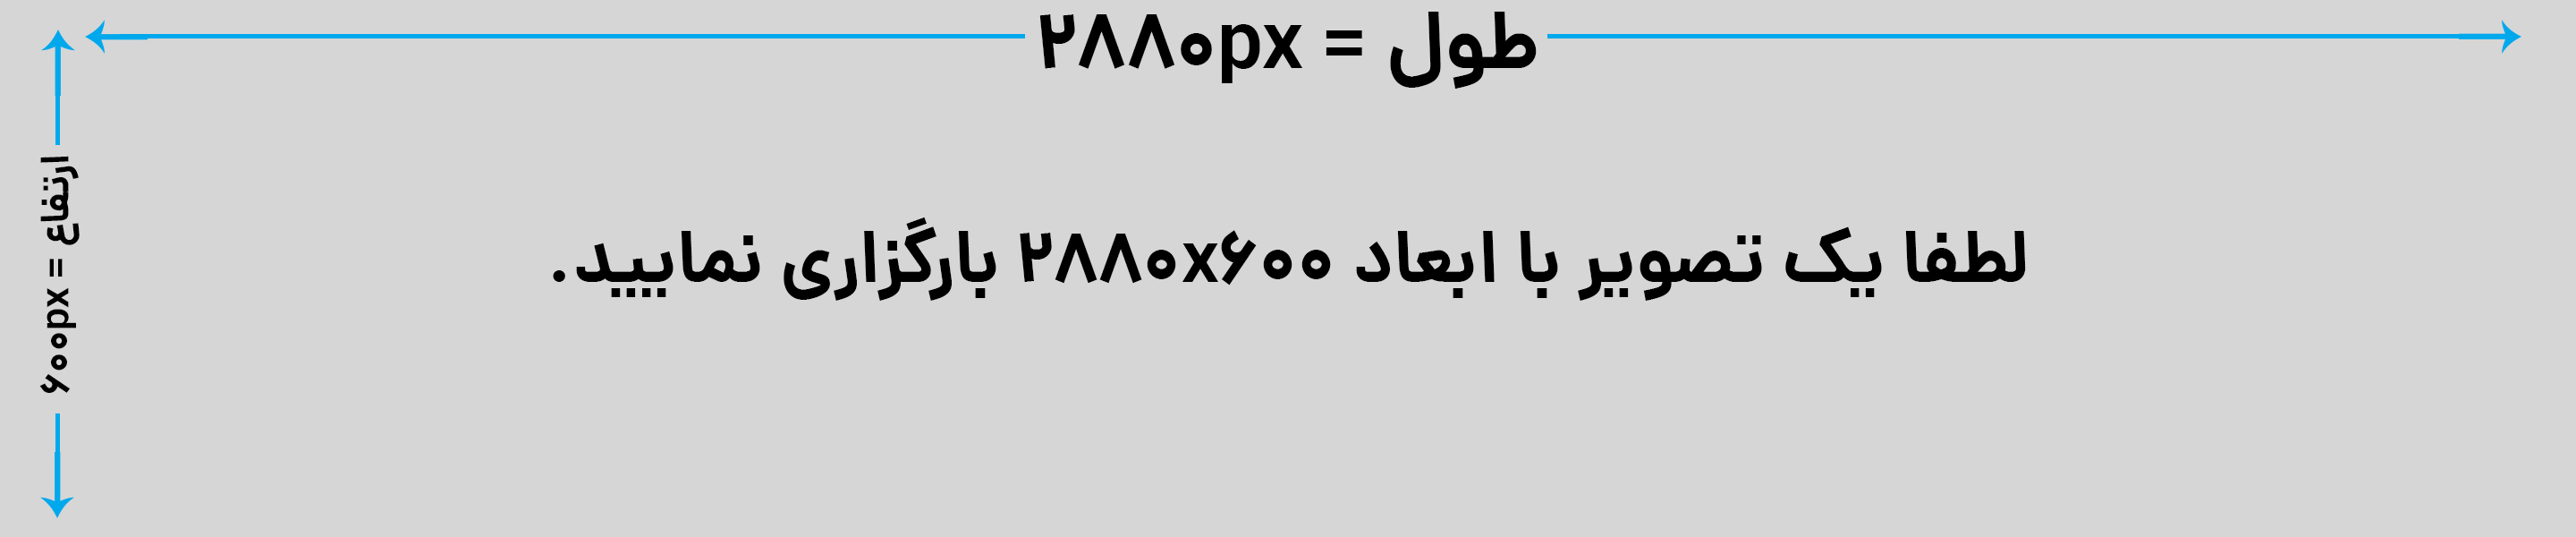 طول = ۲۸۸۰px
ارتفاع = ۶۰۰px
لطفا یک تصویر با ابعاد ۲۸۸۰x۶۰۰ بارگزاری نمایید.